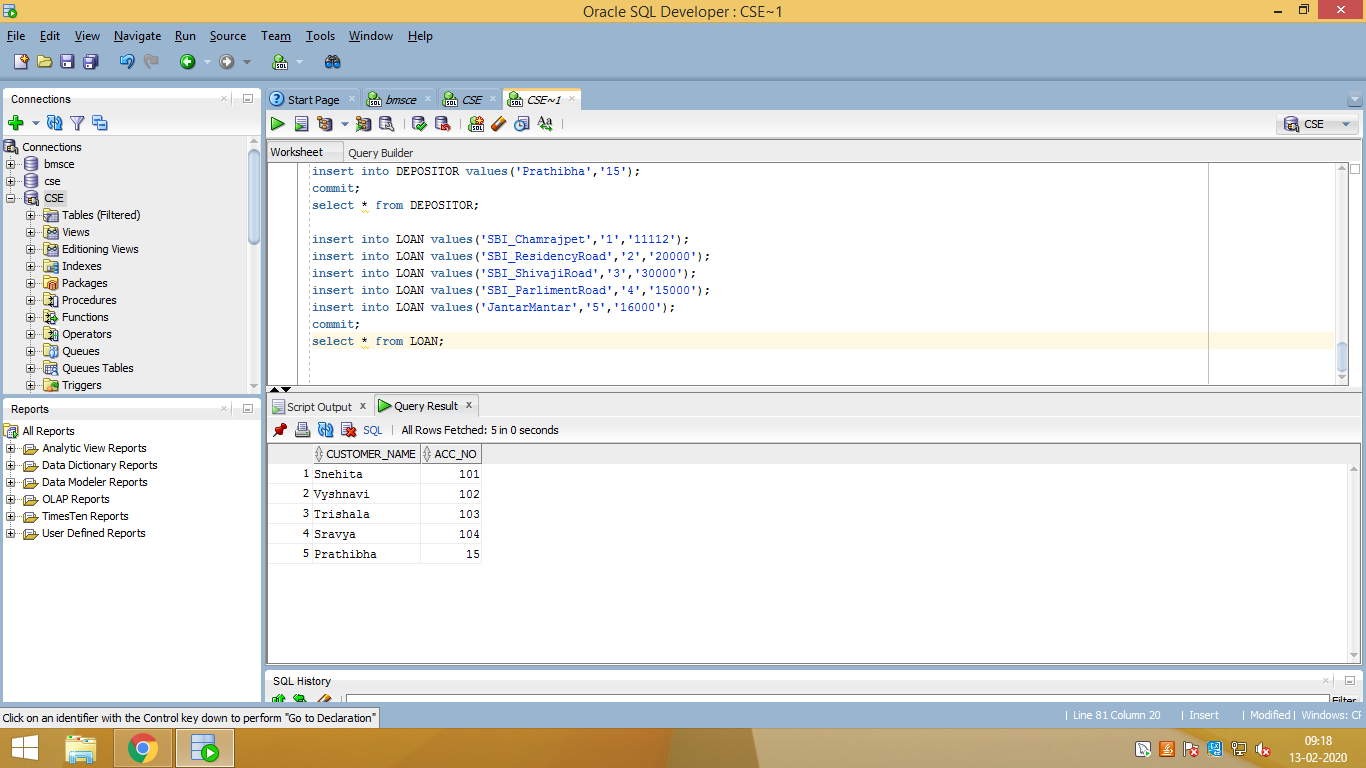 Oracle SQL Developer : CSE~1
File Edit View Navigate Run Source Team Tools Window Help
Connections
Connections
bmsce
cse
CSE
Tables (Filtered)
Views
Editioning Views
Indexes
Packages
Procedures
Functions
Operators
Queues
Queues Tables
Triggers
Reports
All Reports
Analytic View Reports
Data Dictionary Reports
Data Modeler Reports
OLAP Reports
TimesTen Reports
User Defined Reports
Start Page bmsce CSE CSE~1
CSE
Worksheet Query Builder
insert into DEPOSITOR values('Prathibha','15');
commit;
select * from DEPOSITOR;
insert into LOAN values('SBI_Chamrajpet','1','11112');
insert into LOAN values('SBI_ResidencyRoad','2','20000');
insert into LOAN values('SBI_ShivajiRoad','3','30000');
insert into LOAN values('SBI_ParlimentRoad','4','15000');
insert into LOAN values('JantarMantar','5','16000');
commit;
select * from LOAN;
Script Output x Query Result x
SQL | All Rows Fetched: 5 in 0 seconds
CUSTOMER_NAME ACC_NO
1 Snehita 101
2 Vyshnavi 102
3 Trishala 103
4 Sravya 104
5 Prathibha 15
SQL History
Filter
Click on an identifier with the Control key down to perform "Go to Declaration"
| Line 81 Column 20 | Insert | Modified | Windows: CF
09:18
13-02-2020